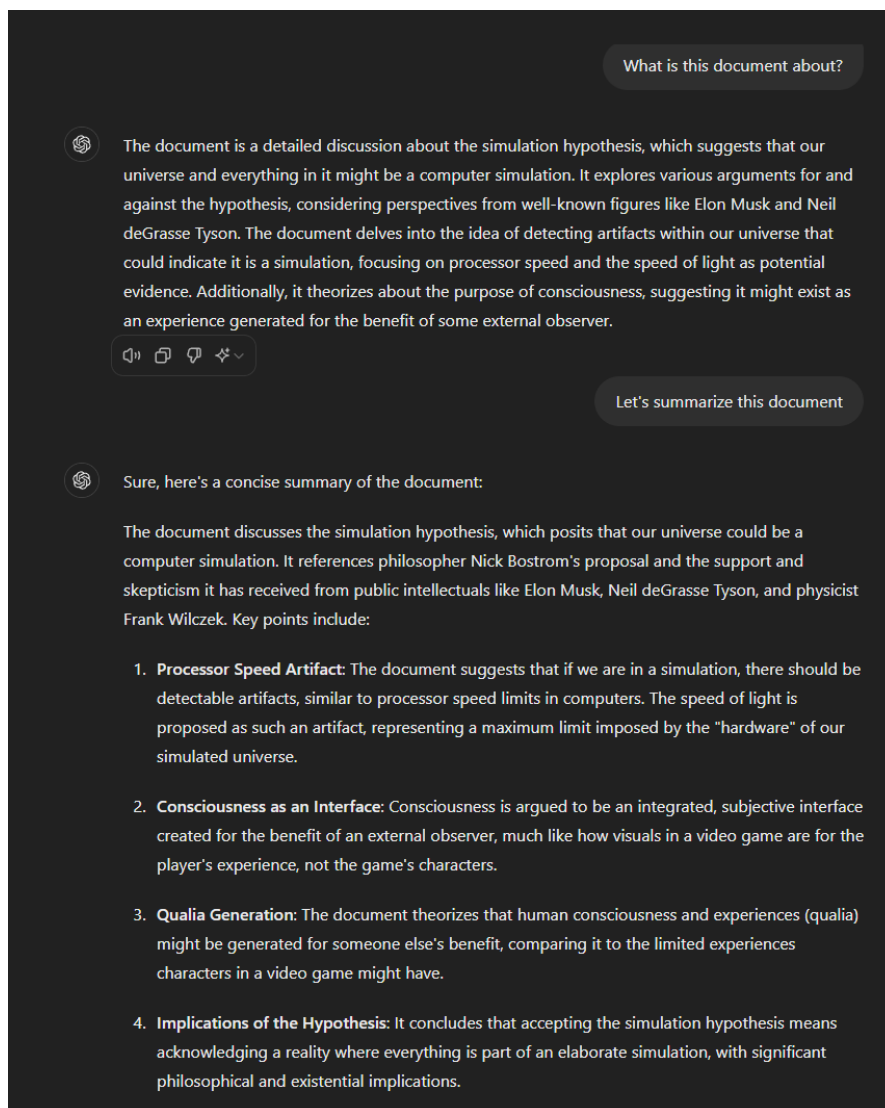 What is this document about?
The document is a detailed discussion about the simulation hypothesis, which suggests that our
universe and everything in it might be a computer simulation. It explores various arguments for and
against the hypothesis, considering perspectives from well-known figures like Elon Musk and Neil
deGrasse Tyson. The document delves into the idea of detecting artifacts within our universe that
could indicate it is a simulation, focusing on processor speed and the speed of light as potential
evidence. Additionally, it theorizes about the purpose of consciousness, suggesting it might exist as
an experience generated for the benefit of some external observer.
Let's summarize this document
Sure, here's a concise summary of the document:
The document discusses the simulation hypothesis, which posits that our universe could be a
computer simulation. It references philosopher Nick Bostrom's proposal and the support and
skepticism it has received from public intellectuals like Elon Musk, Neil deGrasse Tyson, and physicist
Frank Wilczek. Key points include:
1. Processor Speed Artifact: The document suggests that if we are in a simulation, there should be
detectable artifacts, similar to processor speed limits in computers. The speed of light is
proposed as such an artifact, representing a maximum limit imposed by the "hardware" of our
simulated universe.
2. Consciousness as an Interface: Consciousness is argued to be an integrated, subjective interface
created for the benefit of an external observer, much like how visuals in a video game are for the
player's experience, not the game's characters.
3. Qualia Generation: The document theorizes that human consciousness and experiences (qualia)
might be generated for someone else's benefit, comparing it to the limited experiences
characters in a video game might have.
4. Implications of the Hypothesis: It concludes that accepting the simulation hypothesis means
acknowledging a reality where everything is part of an elaborate simulation, with significant
philosophical and existential implications.